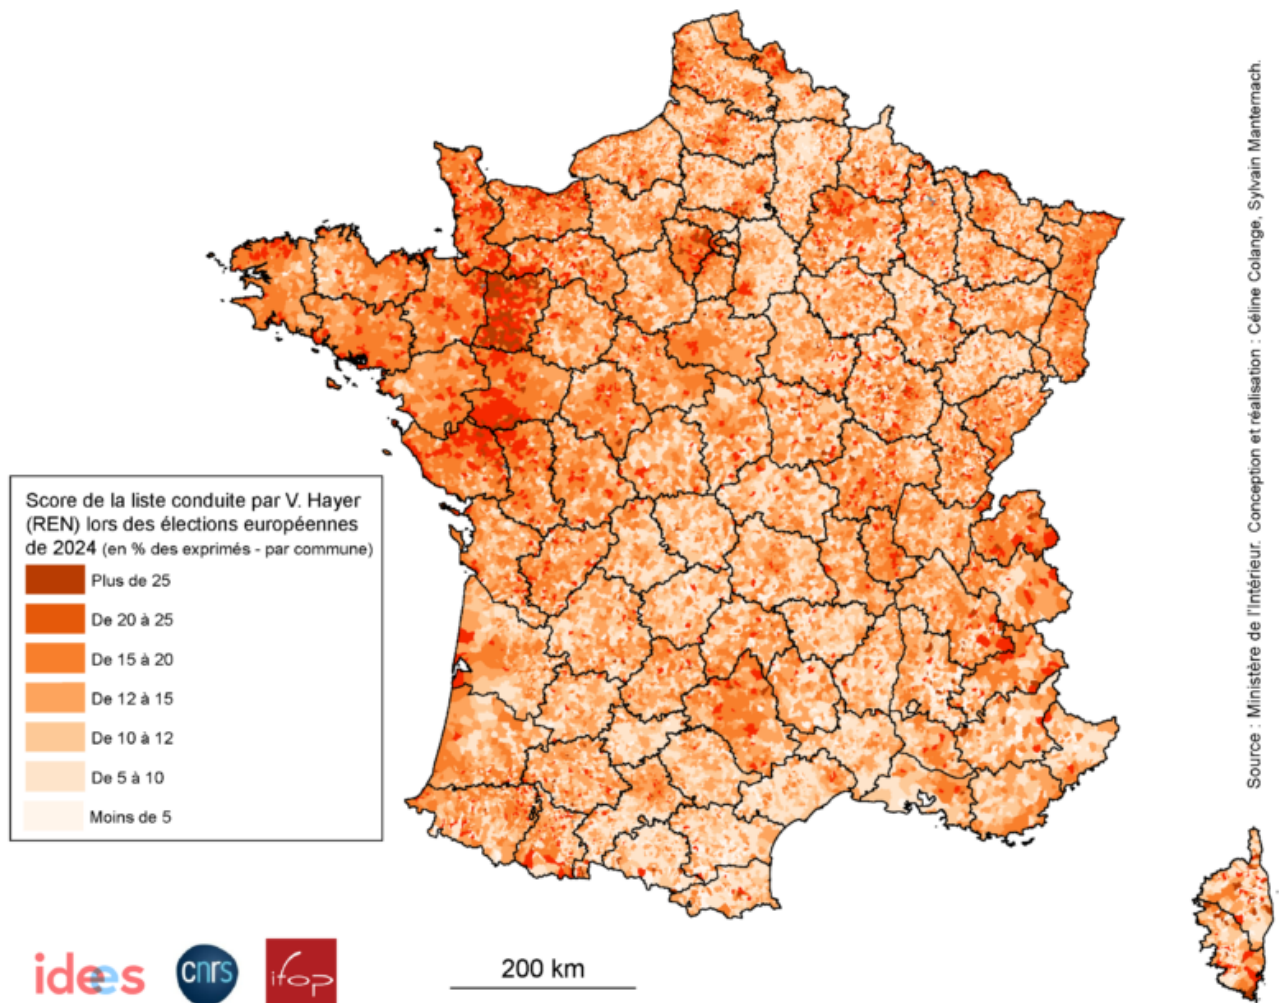 Score de la liste conduite par V. Hayer
(REN) lors des élections européennes
de 2024 (en % des exprimés - par commune)
Plus de 25
De 20 à 25
De 15 à 20
De 12 à 15
De 10 à 12
De 5 à 10
Moins de 5
Source : Ministère de l'Intérieur. Conception et réalisation : Céline Colange, Sylvain Manternach.
idees
cnrs
ifop
200 km